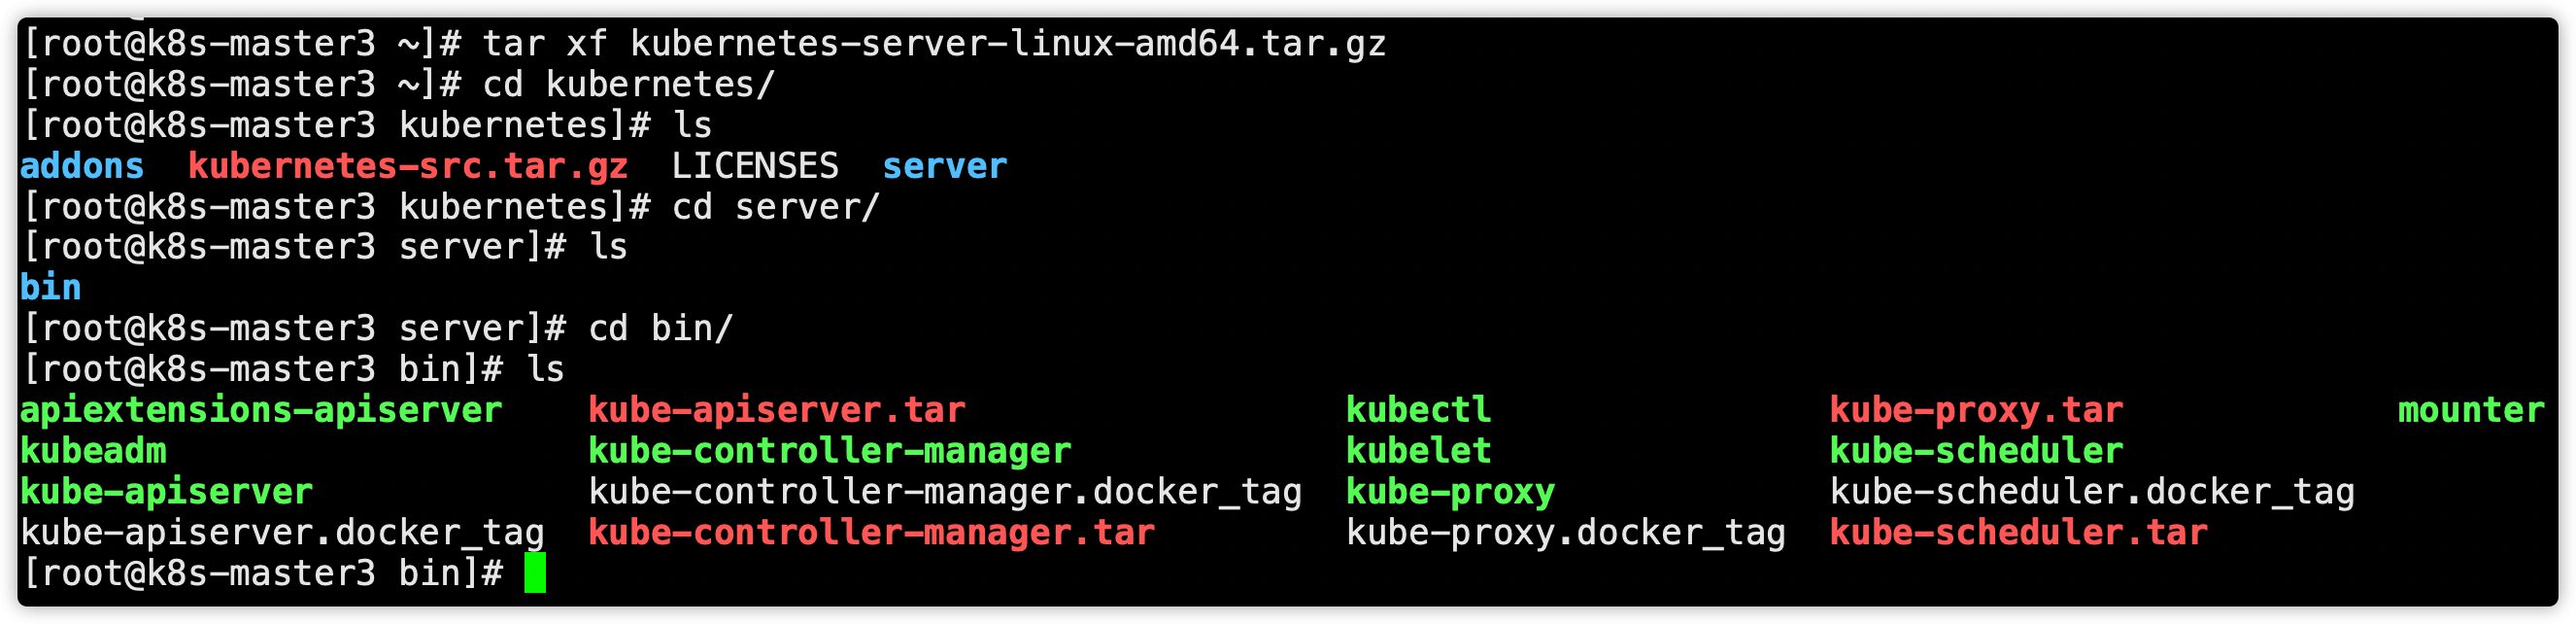 [root@k8s-master3 ~]# tar xf kubernetes-server-linux-amd64.tar.gz
[root@k8s-master3 ~]# cd kubernetes/
[root@k8s-master3 kubernetes]# ls
addons  kubernetes-src.tar.gz  LICENSES  server
[root@k8s-master3 kubernetes]# cd server/
[root@k8s-master3 server]# ls
bin
[root@k8s-master3 server]# cd bin/
[root@k8s-master3 bin]# ls
apiextensions-apiserver    kube-apiserver.tar                  kubectl                kube-proxy.tar             mounter
kubeadm                    kube-controller-manager             kubelet                kube-scheduler
kube-apiserver             kube-controller-manager.docker_tag  kube-proxy             kube-scheduler.docker_tag
kube-apiserver.docker_tag  kube-controller-manager.tar         kube-proxy.docker_tag  kube-scheduler.tar
[root@k8s-master3 bin]#